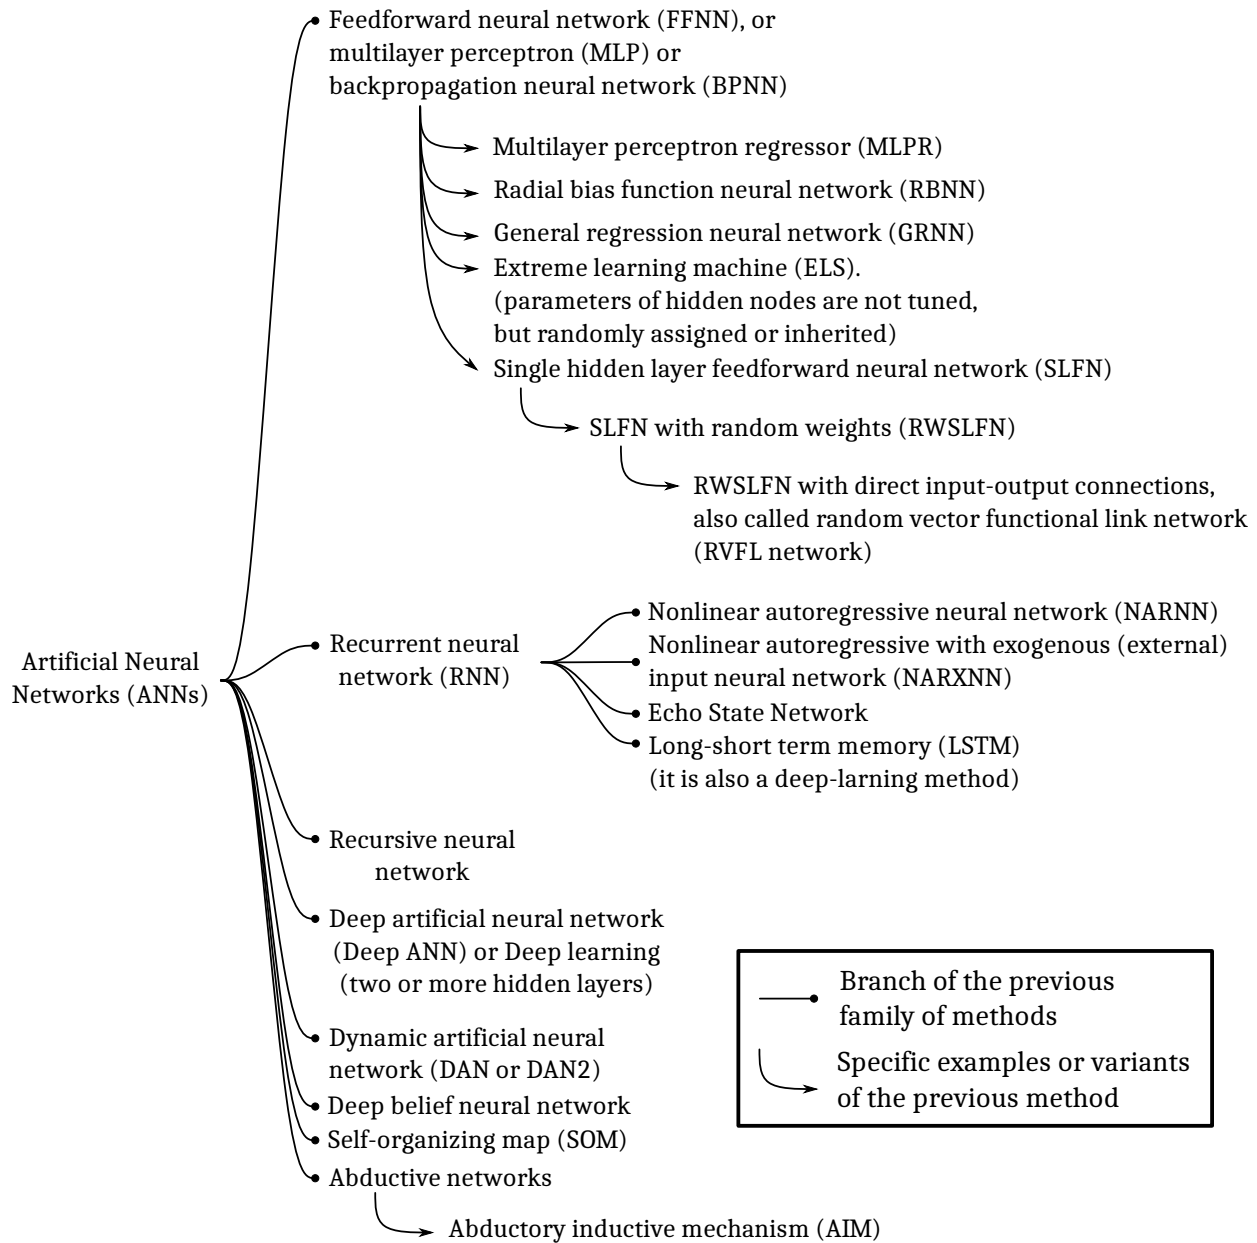 Feedforward neural network (FFNN), or
multilayer perceptron (MLP) or
backpropagation neural network (BPNN)
Multilayer perceptron regressor (MLPR)
Radial bias function neural network (RBNN)
General regression neural network (GRNN)
Extreme learning machine (ELS).
(parameters of hidden nodes are not tuned,
but randomly assigned or inherited)
Single hidden layer feedforward neural network (SLFN)
SLFN with random weights (RWSLFN)
RWSLFN with direct input-output connections,
also called random vector functional link network
(RVFL network)
Artificial Neural
Networks (ANNs)
Recurrent neural
network (RNN)
Nonlinear autoregressive neural network (NARNN)
Nonlinear autoregressive with exogenous (external)
input neural network (NARXNN)
Echo State Network
Long-short term memory (LSTM)
(it is also a deep-larning method)
Recursive neural
network
Deep artificial neural network
(Deep ANN) or Deep learning
(two or more hidden layers)
Dynamic artificial neural
network (DAN or DAN2)
Deep belief neural network
Self-organizing map (SOM)
Abductive networks
Abductory inductive mechanism (AIM)
Branch of the previous
family of methods
Specific examples or variants
of the previous method